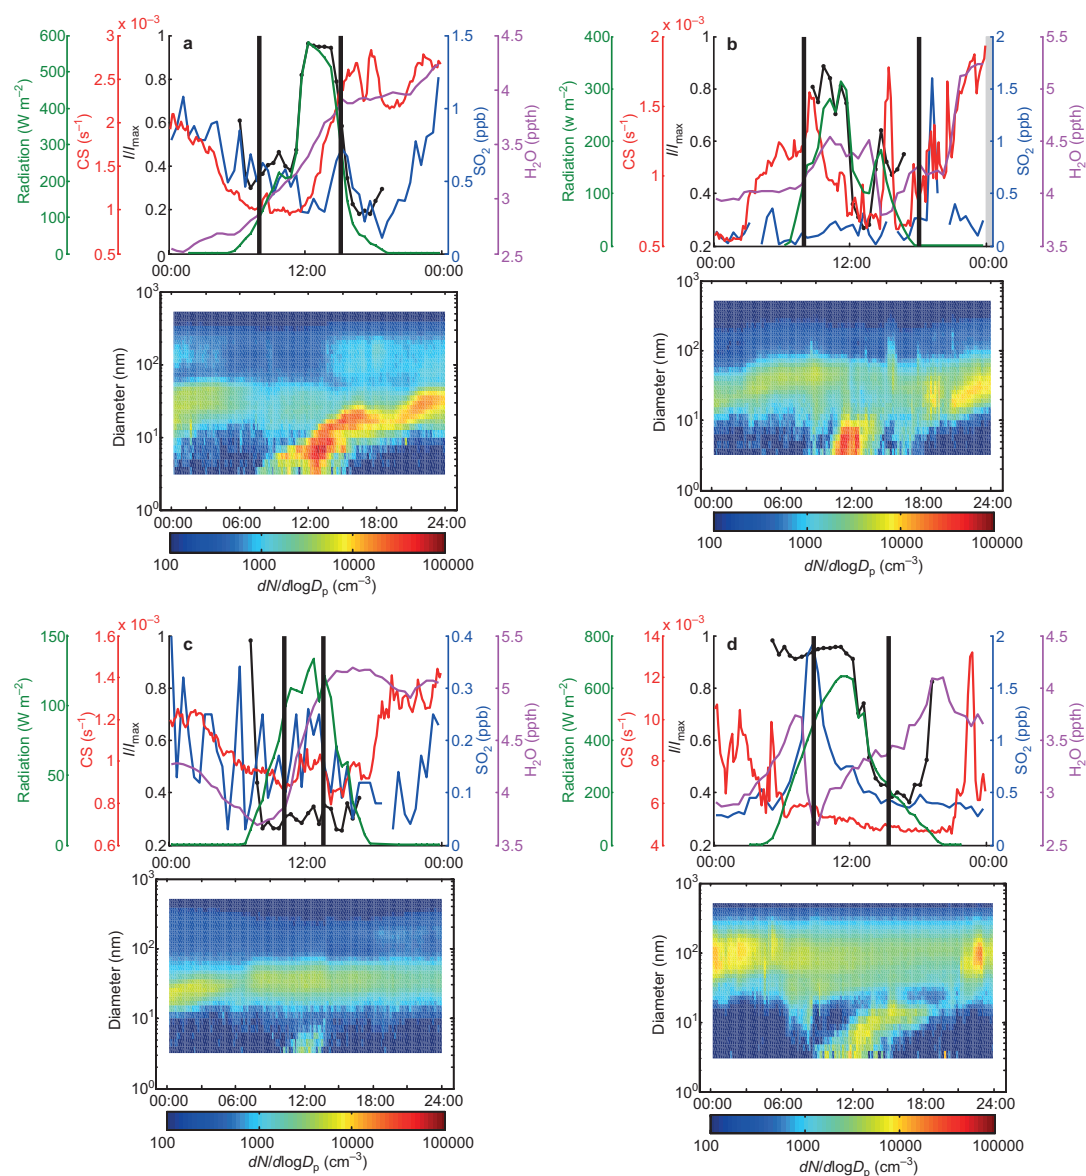 x 10⁻³
600
500
400
300
200
100
0
Radiation (W m⁻²)
3
2.5
2
1.5
1
0.5
CS (s⁻¹)
1
0.8
0.6
0.4
0.2
0
I/Imax
a
1.5
1
0.5
0
SO₂ (ppb)
4.5
4
3.5
3
2.5
H₂O (ppth)
00:00 12:00 00:00
10³
10²
10¹
10⁰
Diameter (nm)
00:00 06:00 12:00 18:00 24:00
100 1000 10000 100000
dN/dlogDp (cm⁻³)
x 10⁻³
400
300
200
100
0
Radiation (w m⁻²)
2
1.5
1
0.5
CS (s⁻¹)
1
0.8
0.6
0.4
0.2
I/Imax
b
2
1.5
1
0.5
0
SO₂ (ppb)
5.5
5
4.5
4
3.5
H₂O (ppth)
00:00 12:00 00:00
10³
10²
10¹
10⁰
Diameter (nm)
00:00 06:00 12:00 18:00 24:00
100 1000 10000 100000
dN/dlogDp (cm⁻³)
x 10⁻³
150
100
50
0
Radiation (W m⁻²)
1.6
1.4
1.2
1
0.8
0.6
CS (s⁻¹)
1
0.8
0.6
0.4
0.2
I/Imax
c
0.4
0.3
0.2
0.1
0
SO₂ (ppb)
5.5
5
4.5
4
3.5
H₂O (ppth)
00:00 12:00 00:00
10³
10²
10¹
10⁰
Diameter (nm)
00:00 06:00 12:00 18:00 24:00
100 1000 10000 100000
dN/dlogDp (cm⁻³)
x 10⁻³
800
600
400
200
0
Radiation (W m⁻²)
14
12
10
8
6
4
CS (s⁻¹)
1
0.8
0.6
0.4
0.2
I/Imax
d
2
1.5
1
0.5
0
SO₂ (ppb)
5
4.5
4
3.5
3
2.5
H₂O (ppth)
00:00 12:00 00:00
10³
10²
10¹
10⁰
Diameter (nm)
00:00 06:00 12:00 18:00 24:00
100 1000 10000 100000
dN/dlogDp (cm⁻³)